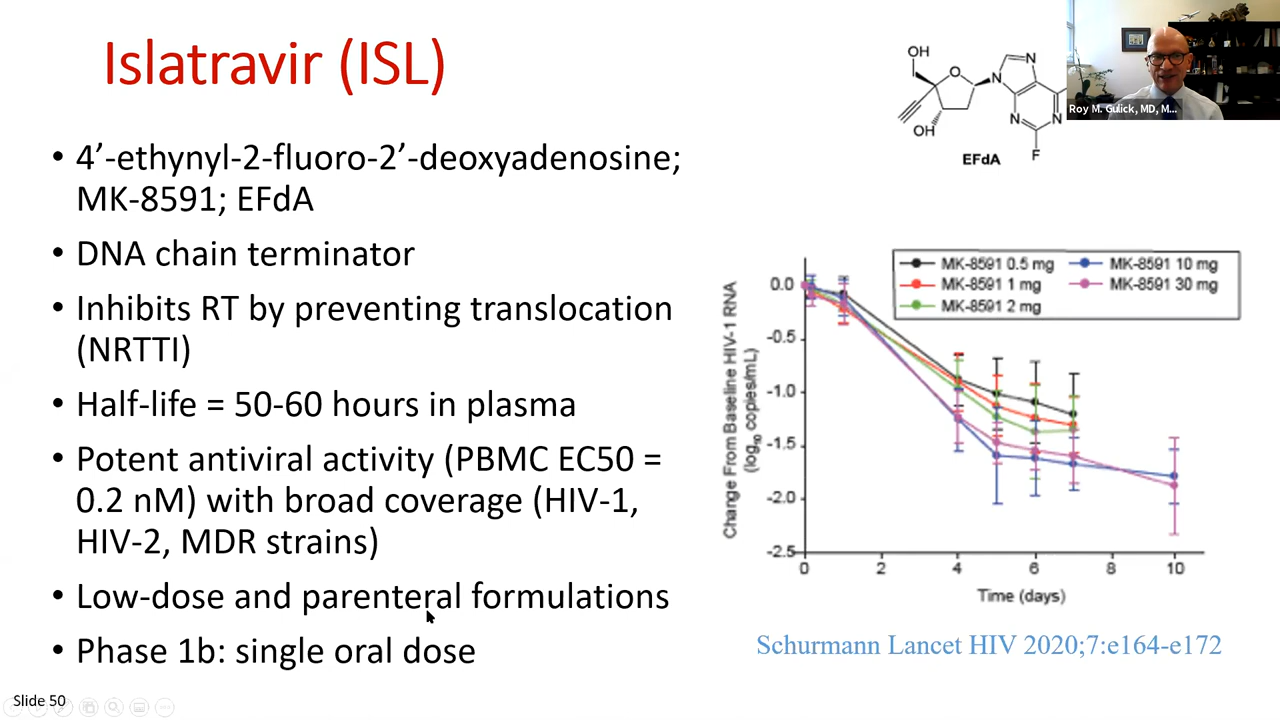 Islatravir (ISL)
• 4’-ethynyl-2-fluoro-2’-deoxyadenosine;
MK-8591; EFdA
• DNA chain terminator
• Inhibits RT by preventing translocation
(NRTTI)
• Half-life = 50-60 hours in plasma
• Potent antiviral activity (PBMC EC50 =
0.2 nM) with broad coverage (HIV-1,
HIV-2, MDR strains)
• Low-dose and parenteral formulations
• Phase 1b: single oral dose
Slide 50
OH
O
N
N
N
N
OH
F
EFdA
Roy M. Gulick, MD, M...
MK-8591 0.5 mg
MK-8591 1 mg
MK-8591 2 mg
MK-8591 10 mg
MK-8591 30 mg
Change From Baseline HIV-1 RNA
(log10 copies/mL)
0.0
-0.5
-1.0
-1.5
-2.0
-2.5
0 2 4 6 8 10
Time (days)
Schurmann Lancet HIV 2020;7:e164-e172